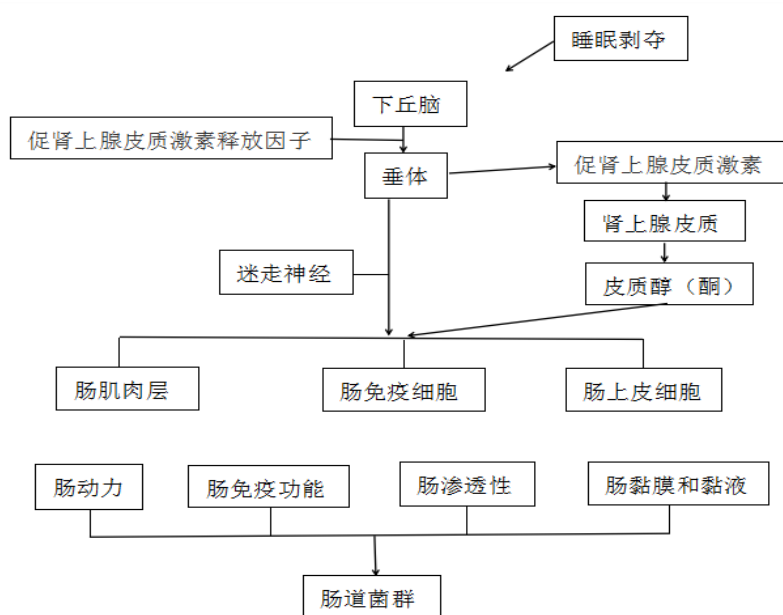 睡眠剥夺
下丘脑
促肾上腺皮质激素释放因子
垂体
促肾上腺皮质激素
肾上腺皮质
迷走神经
皮质醇（酮）
肠肌肉层
肠免疫细胞
肠上皮细胞
肠动力
肠免疫功能
肠渗透性
肠黏膜和黏液
肠道菌群